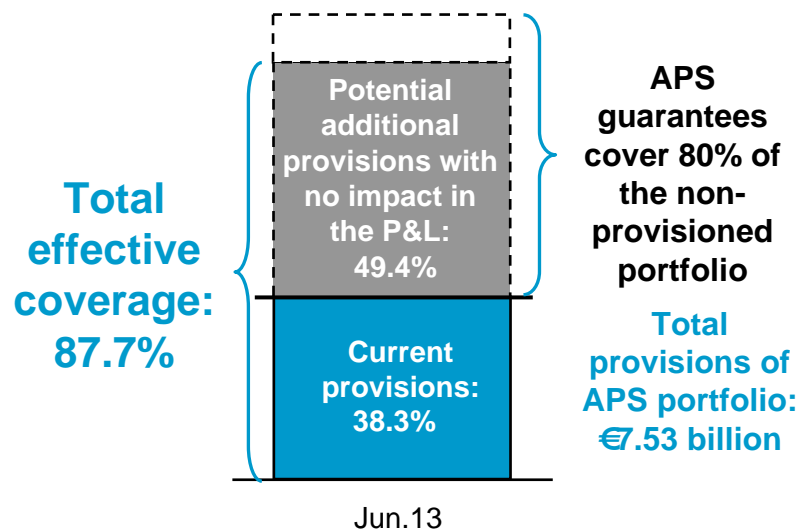 Total
effective
coverage:
87.7%
Potential
additional
provisions with
no impact in
the P&L:
49.4%
Current
provisions:
38.3%
Jun.13
APS
guarantees
cover 80% of
the non-
provisioned
portfolio
Total
provisions of
APS portfolio:
€7.53 billion